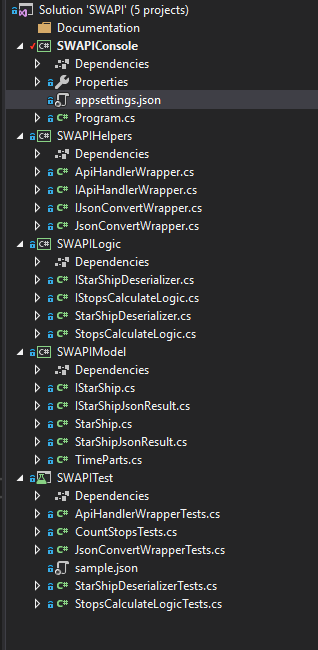 Solution 'SWAPI' (5 projects)
Documentation
C# SWAPIConsole
Dependencies
Properties
appsettings.json
C# Program.cs
C# SWAPIHelpers
Dependencies
C# ApiHandlerWrapper.cs
C# IApiHandlerWrapper.cs
C# IJsonConvertWrapper.cs
C# JsonConvertWrapper.cs
C# SWAPILogic
Dependencies
C# IStarShipDeserializer.cs
C# IStopsCalculateLogic.cs
C# StarShipDeserializer.cs
C# StopsCalculateLogic.cs
C# SWAPIModel
Dependencies
C# IStarShip.cs
C# IStarShipJsonResult.cs
C# StarShip.cs
C# StarShipJsonResult.cs
C# TimeParts.cs
SWAPITest
Dependencies
C# ApiHandlerWrapperTests.cs
C# CountStopsTests.cs
C# JsonConvertWrapperTests.cs
sample.json
C# StarShipDeserializerTests.cs
C# StopsCalculateLogicTests.cs